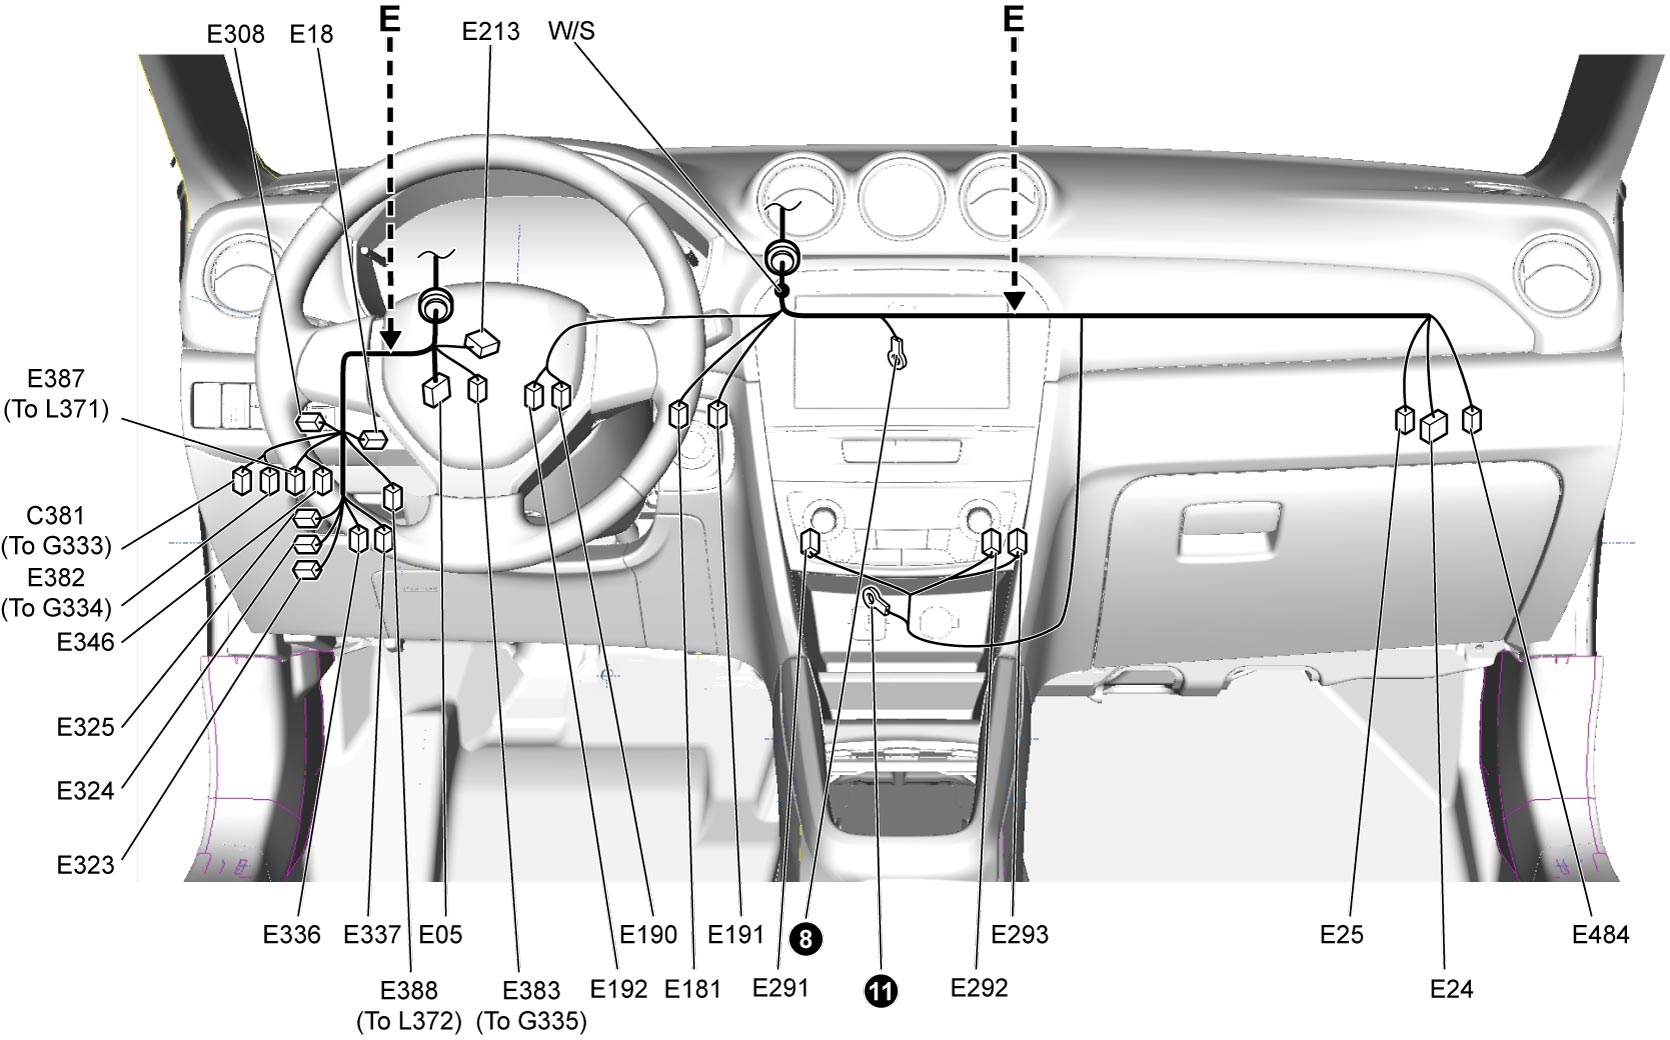 E308
E18
E
E213
W/S
E
E387
(To L371)
C381
(To G333)
E382
(To G334)
E346
E325
E324
E323
E336
E337
E05
E190
E191
8
E293
E25
E484
E388
(To L372)
E383
(To G335)
E192
E181
E291
11
E292
E24